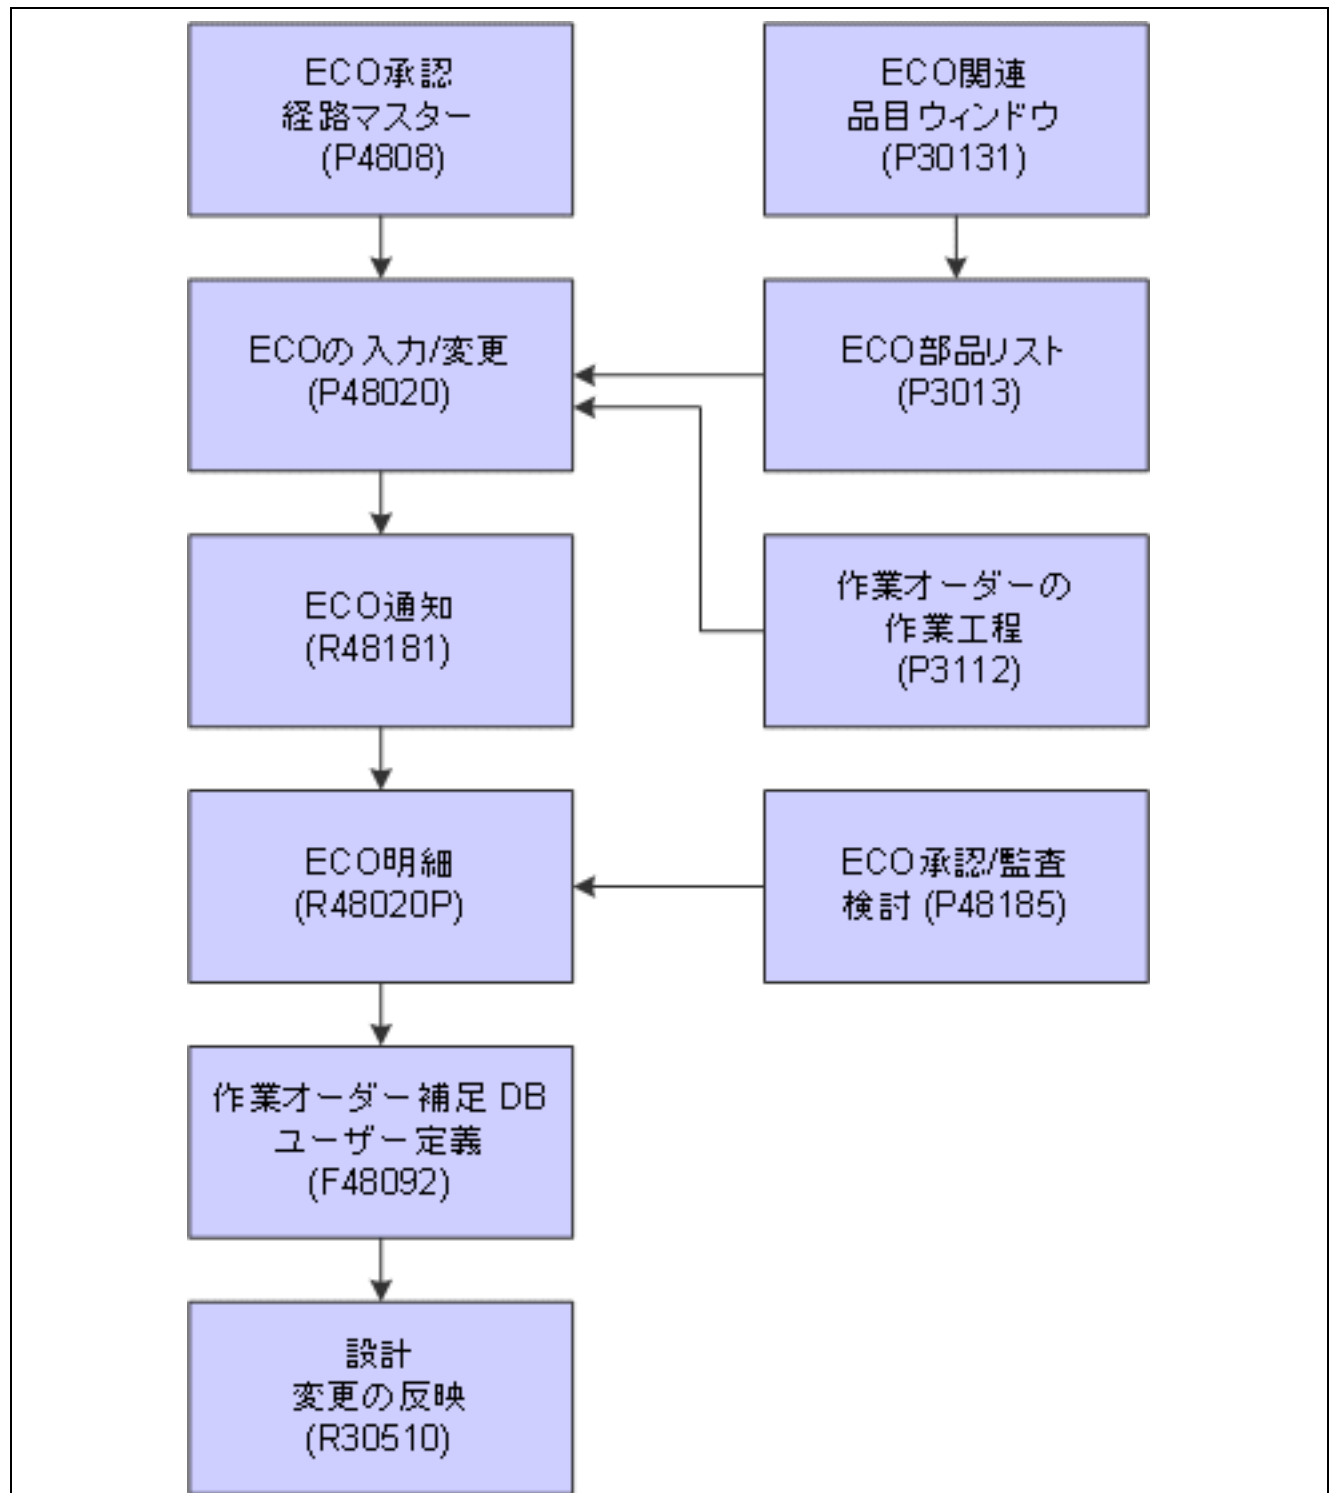 ECO承認
経路マスター
(P4808)
ECO関連
品目ウィンドウ
(P30131)
ECOの入力/変更
(P48020)
ECO部品リスト
(P3013)
ECO通知
(R48181)
作業オーダーの
作業工程
(P3112)
ECO明細
(R48020P)
ECO承認/監査
検討 (P48185)
作業オーダー補足 DB
ユーザー定義
(F48092)
設計
変更の反映
(R30510)